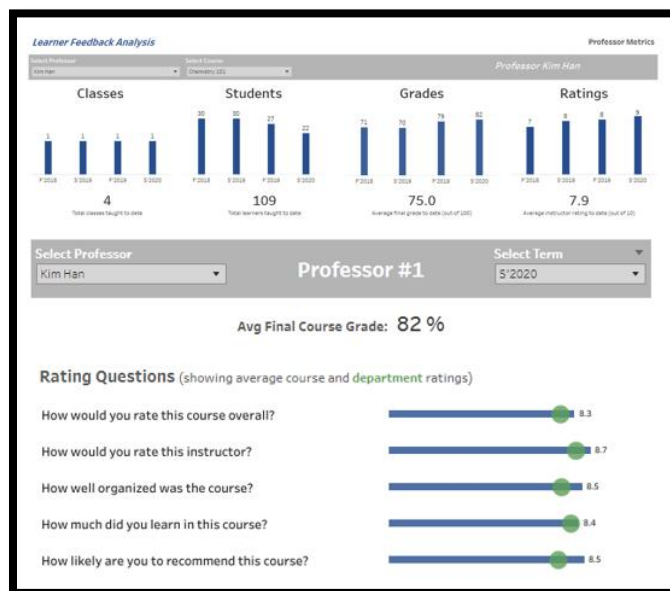 Learner Feedback Analysis
Professor Metrics
Select Professor
Select Course
Kim Han
Chemistry 101
Professor Kim Han
Classes
Students
Grades
Ratings
1 1 1 1
30 30 27 22
71 70 79 82
7 8 8 9
F'2018 S'2019 F'2019 S'2020
F'2018 S'2019 F'2019 S'2020
F'2018 S'2019 F'2019 S'2020
F'2018 S'2019 F'2019 S'2020
4
109
75.0
7.9
Total classes taught to date
Total learners taught to date
Average final grade to date (out of 100)
Average instructor rating to date (out of 10)
Select Professor
Select Term
Kim Han
Professor #1
S'2020
Avg Final Course Grade: 82 %
Rating Questions (showing average course and department ratings)
How would you rate this course overall?
8.3
How would you rate this instructor?
8.7
How well organized was the course?
8.5
How much did you learn in this course?
8.4
How likely are you to recommend this course?
8.5